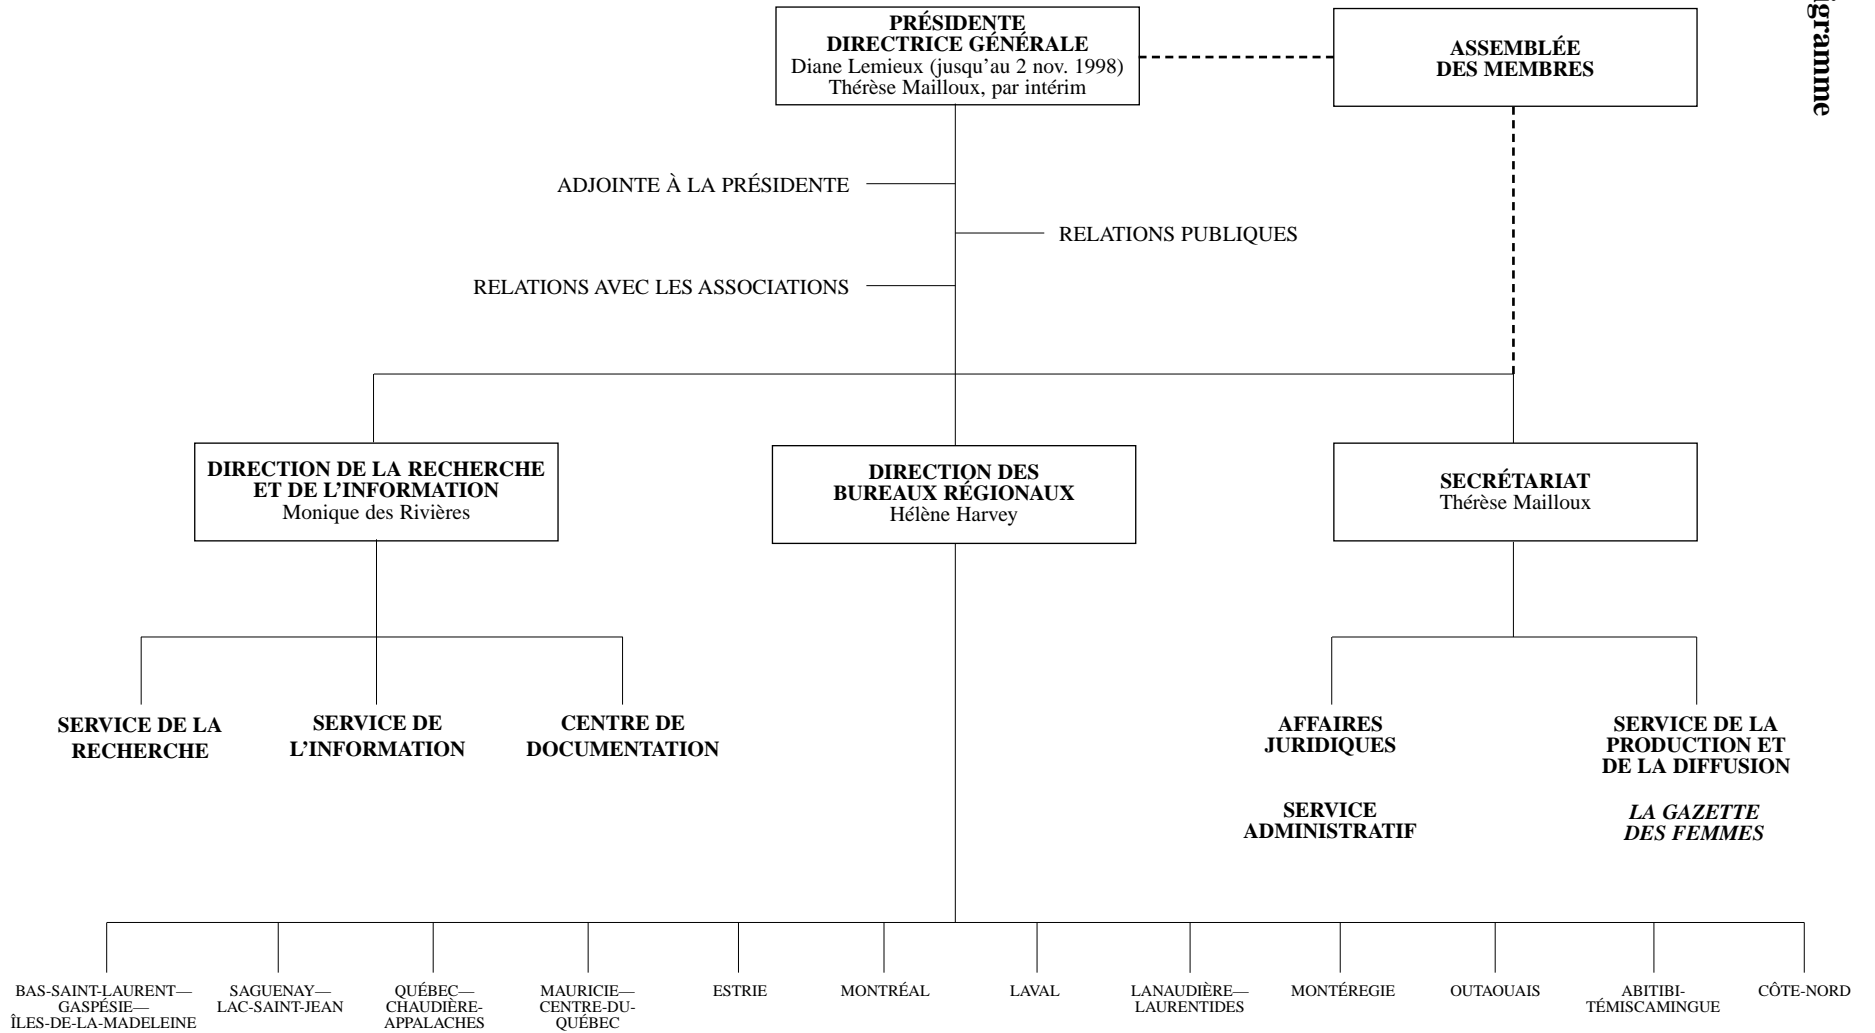 igramme
PRÉSIDENTE
DIRECTRICE GÉNÉRALE
Diane Lemieux (jusqu'au 2 nov. 1998)
Thérèse Mailloux, par intérim
ASSEMBLÉE
DES MEMBRES
ADJOINTE À LA PRÉSIDENTE
RELATIONS PUBLIQUES
RELATIONS AVEC LES ASSOCIATIONS
DIRECTION DE LA RECHERCHE
ET DE L'INFORMATION
Monique des Rivières
DIRECTION DES
BUREAUX RÉGIONAUX
Hélène Harvey
SECRÉTARIAT
Thérèse Mailloux
SERVICE DE LA
RECHERCHE
SERVICE DE
L'INFORMATION
CENTRE DE
DOCUMENTATION
AFFAIRES
JURIDIQUES
SERVICE
ADMINISTRATIF
SERVICE DE LA
PRODUCTION ET
DE LA DIFFUSION
LA GAZETTE
DES FEMMES
BAS-SAINT-LAURENT—
GASPÉSIE—
ÎLES-DE-LA-MADELEINE
SAGUENAY—
LAC-SAINT-JEAN
QUÉBEC—
CHAUDIÈRE-
APPALACHES
MAURICIE—
CENTRE-DU-
QUÉBEC
ESTRIE
MONTRÉAL
LAVAL
LANAUDIÈRE—
LAURENTIDES
MONTÉREGIE
OUTAOUAIS
ABITIBI-
TÉMISCAMINGUE
CÔTE-NORD